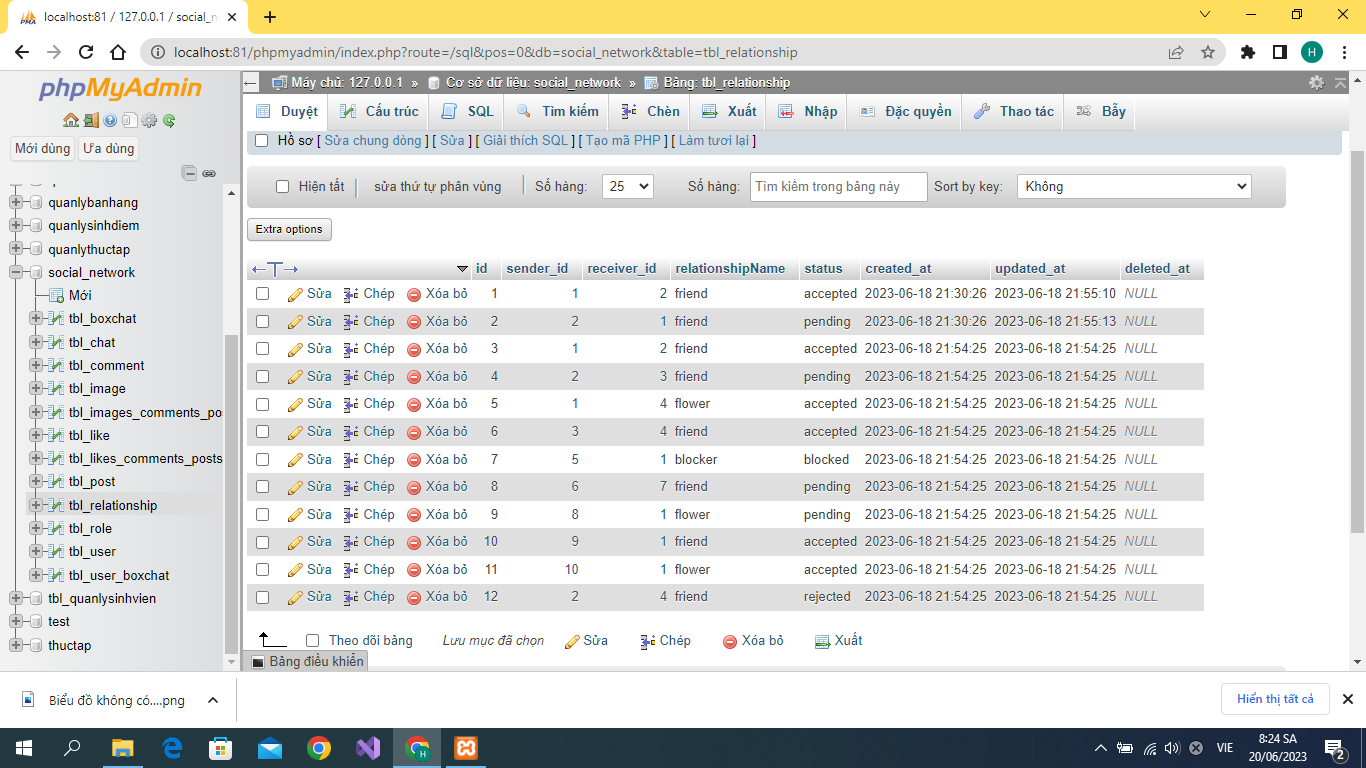 localhost:81 / 127.0.0.1 / social_n
localhost:81/phpmyadmin/index.php?route=/sql&pos=0&db=social_network&table=tbl_relationship
H
phpMyAdmin
Mới dùng Ưa dùng
quanlybanhang
quanlysinhdiem
quanlythuctap
social_network
Mới
tbl_boxchat
tbl_chat
tbl_comment
tbl_image
tbl_images_comments_pos
tbl_like
tbl_likes_comments_posts
tbl_post
tbl_relationship
tbl_role
tbl_user
tbl_user_boxchat
tbl_quanlysinhvien
test
thuctap
Máy chủ: 127.0.0.1 » Cơ sở dữ liệu: social_network » Bảng: tbl_relationship
Duyệt Cấu trúc SQL Tìm kiếm Chèn Xuất Nhập Đặc quyền Thao tác Bẫy
Hồ sơ [ Sửa chung dòng ] [ Sửa ] [ Giải thích SQL ] [ Tạo mã PHP ] [ Làm tươi lại ]
Hiện tất sửa thứ tự phân vùng Số hàng: 25 Số hàng: Tìm kiếm trong bảng này Sort by key: Không
Extra options
←T→ id sender_id receiver_id relationshipName status created_at updated_at deleted_at
Sửa Chép Xóa bỏ 1 1 2 friend accepted 2023-06-18 21:30:26 2023-06-18 21:55:10 NULL
Sửa Chép Xóa bỏ 2 2 1 friend pending 2023-06-18 21:30:26 2023-06-18 21:55:13 NULL
Sửa Chép Xóa bỏ 3 1 2 friend accepted 2023-06-18 21:54:25 2023-06-18 21:54:25 NULL
Sửa Chép Xóa bỏ 4 2 3 friend pending 2023-06-18 21:54:25 2023-06-18 21:54:25 NULL
Sửa Chép Xóa bỏ 5 1 4 flower accepted 2023-06-18 21:54:25 2023-06-18 21:54:25 NULL
Sửa Chép Xóa bỏ 6 3 4 friend accepted 2023-06-18 21:54:25 2023-06-18 21:54:25 NULL
Sửa Chép Xóa bỏ 7 5 1 blocker blocked 2023-06-18 21:54:25 2023-06-18 21:54:25 NULL
Sửa Chép Xóa bỏ 8 6 7 friend pending 2023-06-18 21:54:25 2023-06-18 21:54:25 NULL
Sửa Chép Xóa bỏ 9 8 1 flower pending 2023-06-18 21:54:25 2023-06-18 21:54:25 NULL
Sửa Chép Xóa bỏ 10 9 1 friend accepted 2023-06-18 21:54:25 2023-06-18 21:54:25 NULL
Sửa Chép Xóa bỏ 11 10 1 flower accepted 2023-06-18 21:54:25 2023-06-18 21:54:25 NULL
Sửa Chép Xóa bỏ 12 2 4 friend rejected 2023-06-18 21:54:25 2023-06-18 21:54:25 NULL
Theo dõi bảng Lưu mục đã chọn Sửa Chép Xóa bỏ Xuất
Bảng điều khiển
Biểu đồ không có....png
Hiển thị tất cả
VIE
8:24 SA
20/06/2023
2